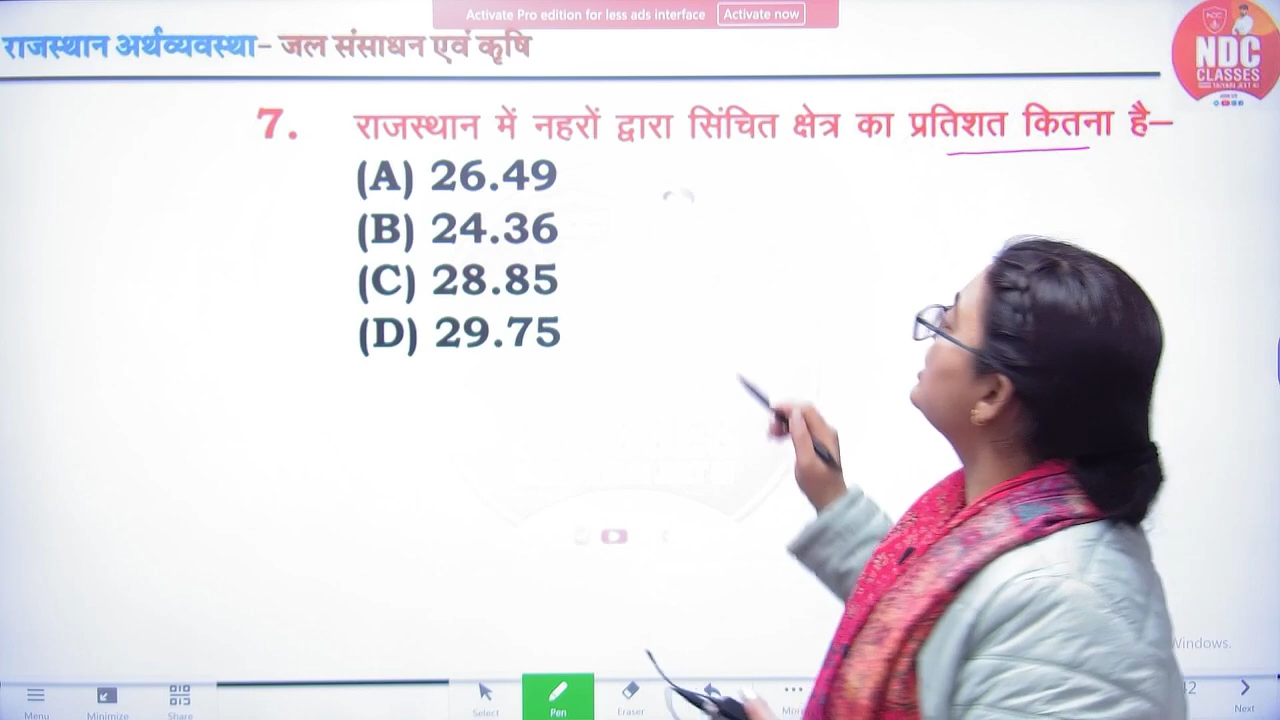 Activate Pro edition for less ads interface Activate now
राजस्थान अर्थव्यवस्था– जल संसाधन एवं कृषि
NDC
CLASSES
7. राजस्थान में नहरों द्वारा सिंचित क्षेत्र का प्रतिशत कितना है–
(A) 26.49
(B) 24.36
(C) 28.85
(D) 29.75
Windows.
Menu Minimize Share Select Pen Eraser More Next